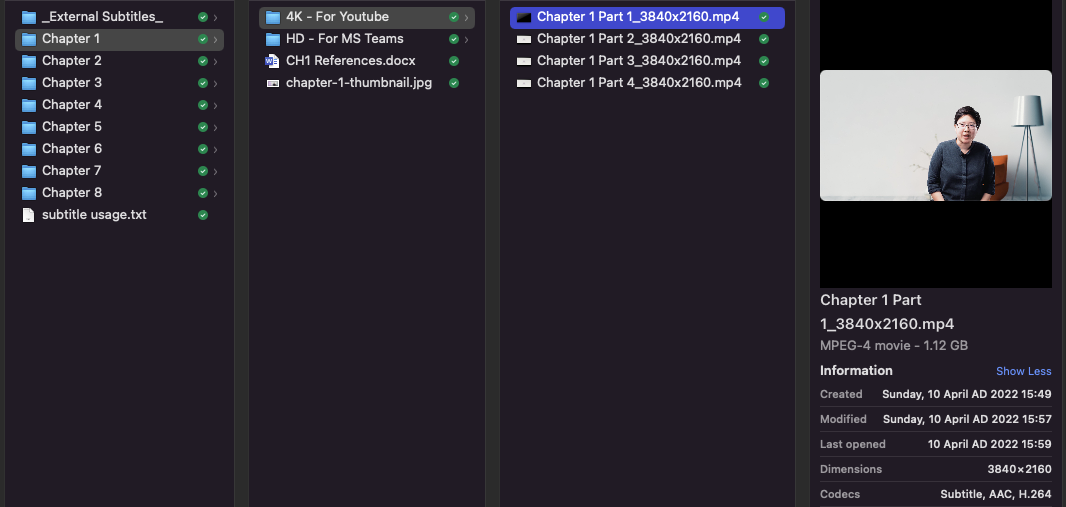 _External Subtitles_
Chapter 1
Chapter 2
Chapter 3
Chapter 4
Chapter 5
Chapter 6
Chapter 7
Chapter 8
subtitle usage.txt
4K - For Youtube
HD - For MS Teams
CH1 References.docx
chapter-1-thumbnail.jpg
Chapter 1 Part 1_3840x2160.mp4
Chapter 1 Part 2_3840x2160.mp4
Chapter 1 Part 3_3840x2160.mp4
Chapter 1 Part 4_3840x2160.mp4
Chapter 1 Part
1_3840x2160.mp4
MPEG-4 movie - 1.12 GB
Information Show Less
Created Sunday, 10 April AD 2022 15:49
Modified Sunday, 10 April AD 2022 15:57
Last opened 10 April AD 2022 15:59
Dimensions 3840×2160
Codecs Subtitle, AAC, H.264